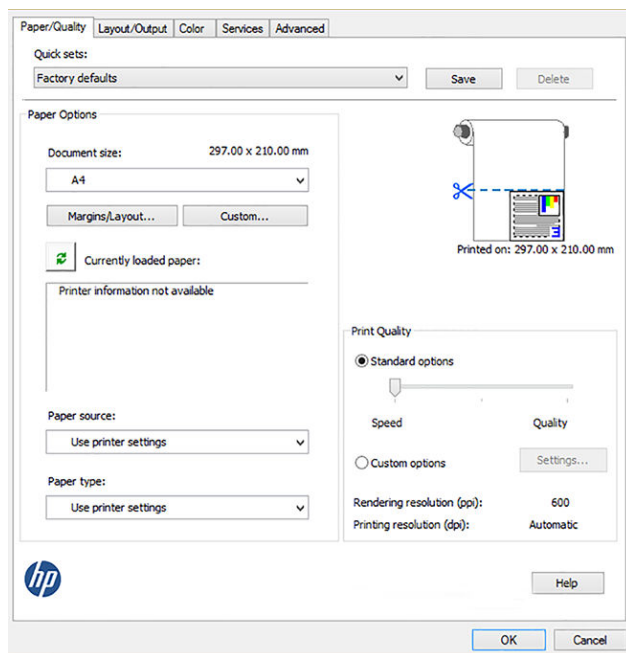 Paper/Quality Layout/Output Color Services Advanced
Quick sets:
Factory defaults Save Delete
Paper Options
Document size: 297.00 x 210.00 mm
A4
Margins/Layout... Custom...
Currently loaded paper:
Printer information not available
Paper source:
Use printer settings
Paper type:
Use printer settings
Printed on: 297.00 x 210.00 mm
Print Quality
Standard options
Speed Quality
Custom options Settings...
Rendering resolution (ppi): 600
Printing resolution (dpi): Automatic
hp
Help
OK Cancel